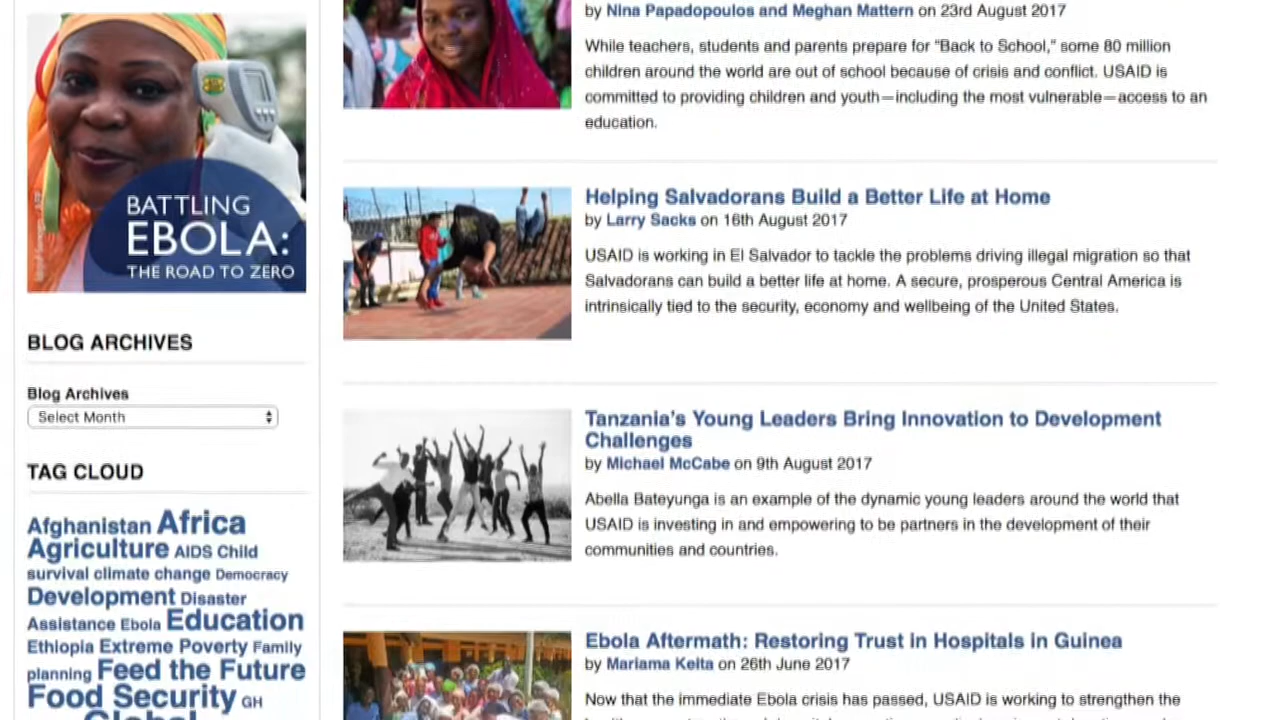 BATTLING
EBOLA:
THE ROAD TO ZERO
BLOG ARCHIVES
Blog Archives
Select Month
TAG CLOUD
Afghanistan Africa
Agriculture AIDS Child
survival climate change Democracy
Development Disaster
Assistance Ebola Education
Ethiopia Extreme Poverty Family
planning Feed the Future
Food Security GH
Global
by Nina Papadopoulos and Meghan Mattern on 23rd August 2017
While teachers, students and parents prepare for "Back to School," some 80 million
children around the world are out of school because of crisis and conflict. USAID is
committed to providing children and youth—including the most vulnerable—access to an
education.
Helping Salvadorans Build a Better Life at Home
by Larry Sacks on 16th August 2017
USAID is working in El Salvador to tackle the problems driving illegal migration so that
Salvadorans can build a better life at home. A secure, prosperous Central America is
intrinsically tied to the security, economy and wellbeing of the United States.
Tanzania's Young Leaders Bring Innovation to Development
Challenges
by Michael McCabe on 9th August 2017
Abella Bateyunga is an example of the dynamic young leaders around the world that
USAID is investing in and empowering to be partners in the development of their
communities and countries.
Ebola Aftermath: Restoring Trust in Hospitals in Guinea
by Mariama Keita on 26th June 2017
Now that the immediate Ebola crisis has passed, USAID is working to strengthen the